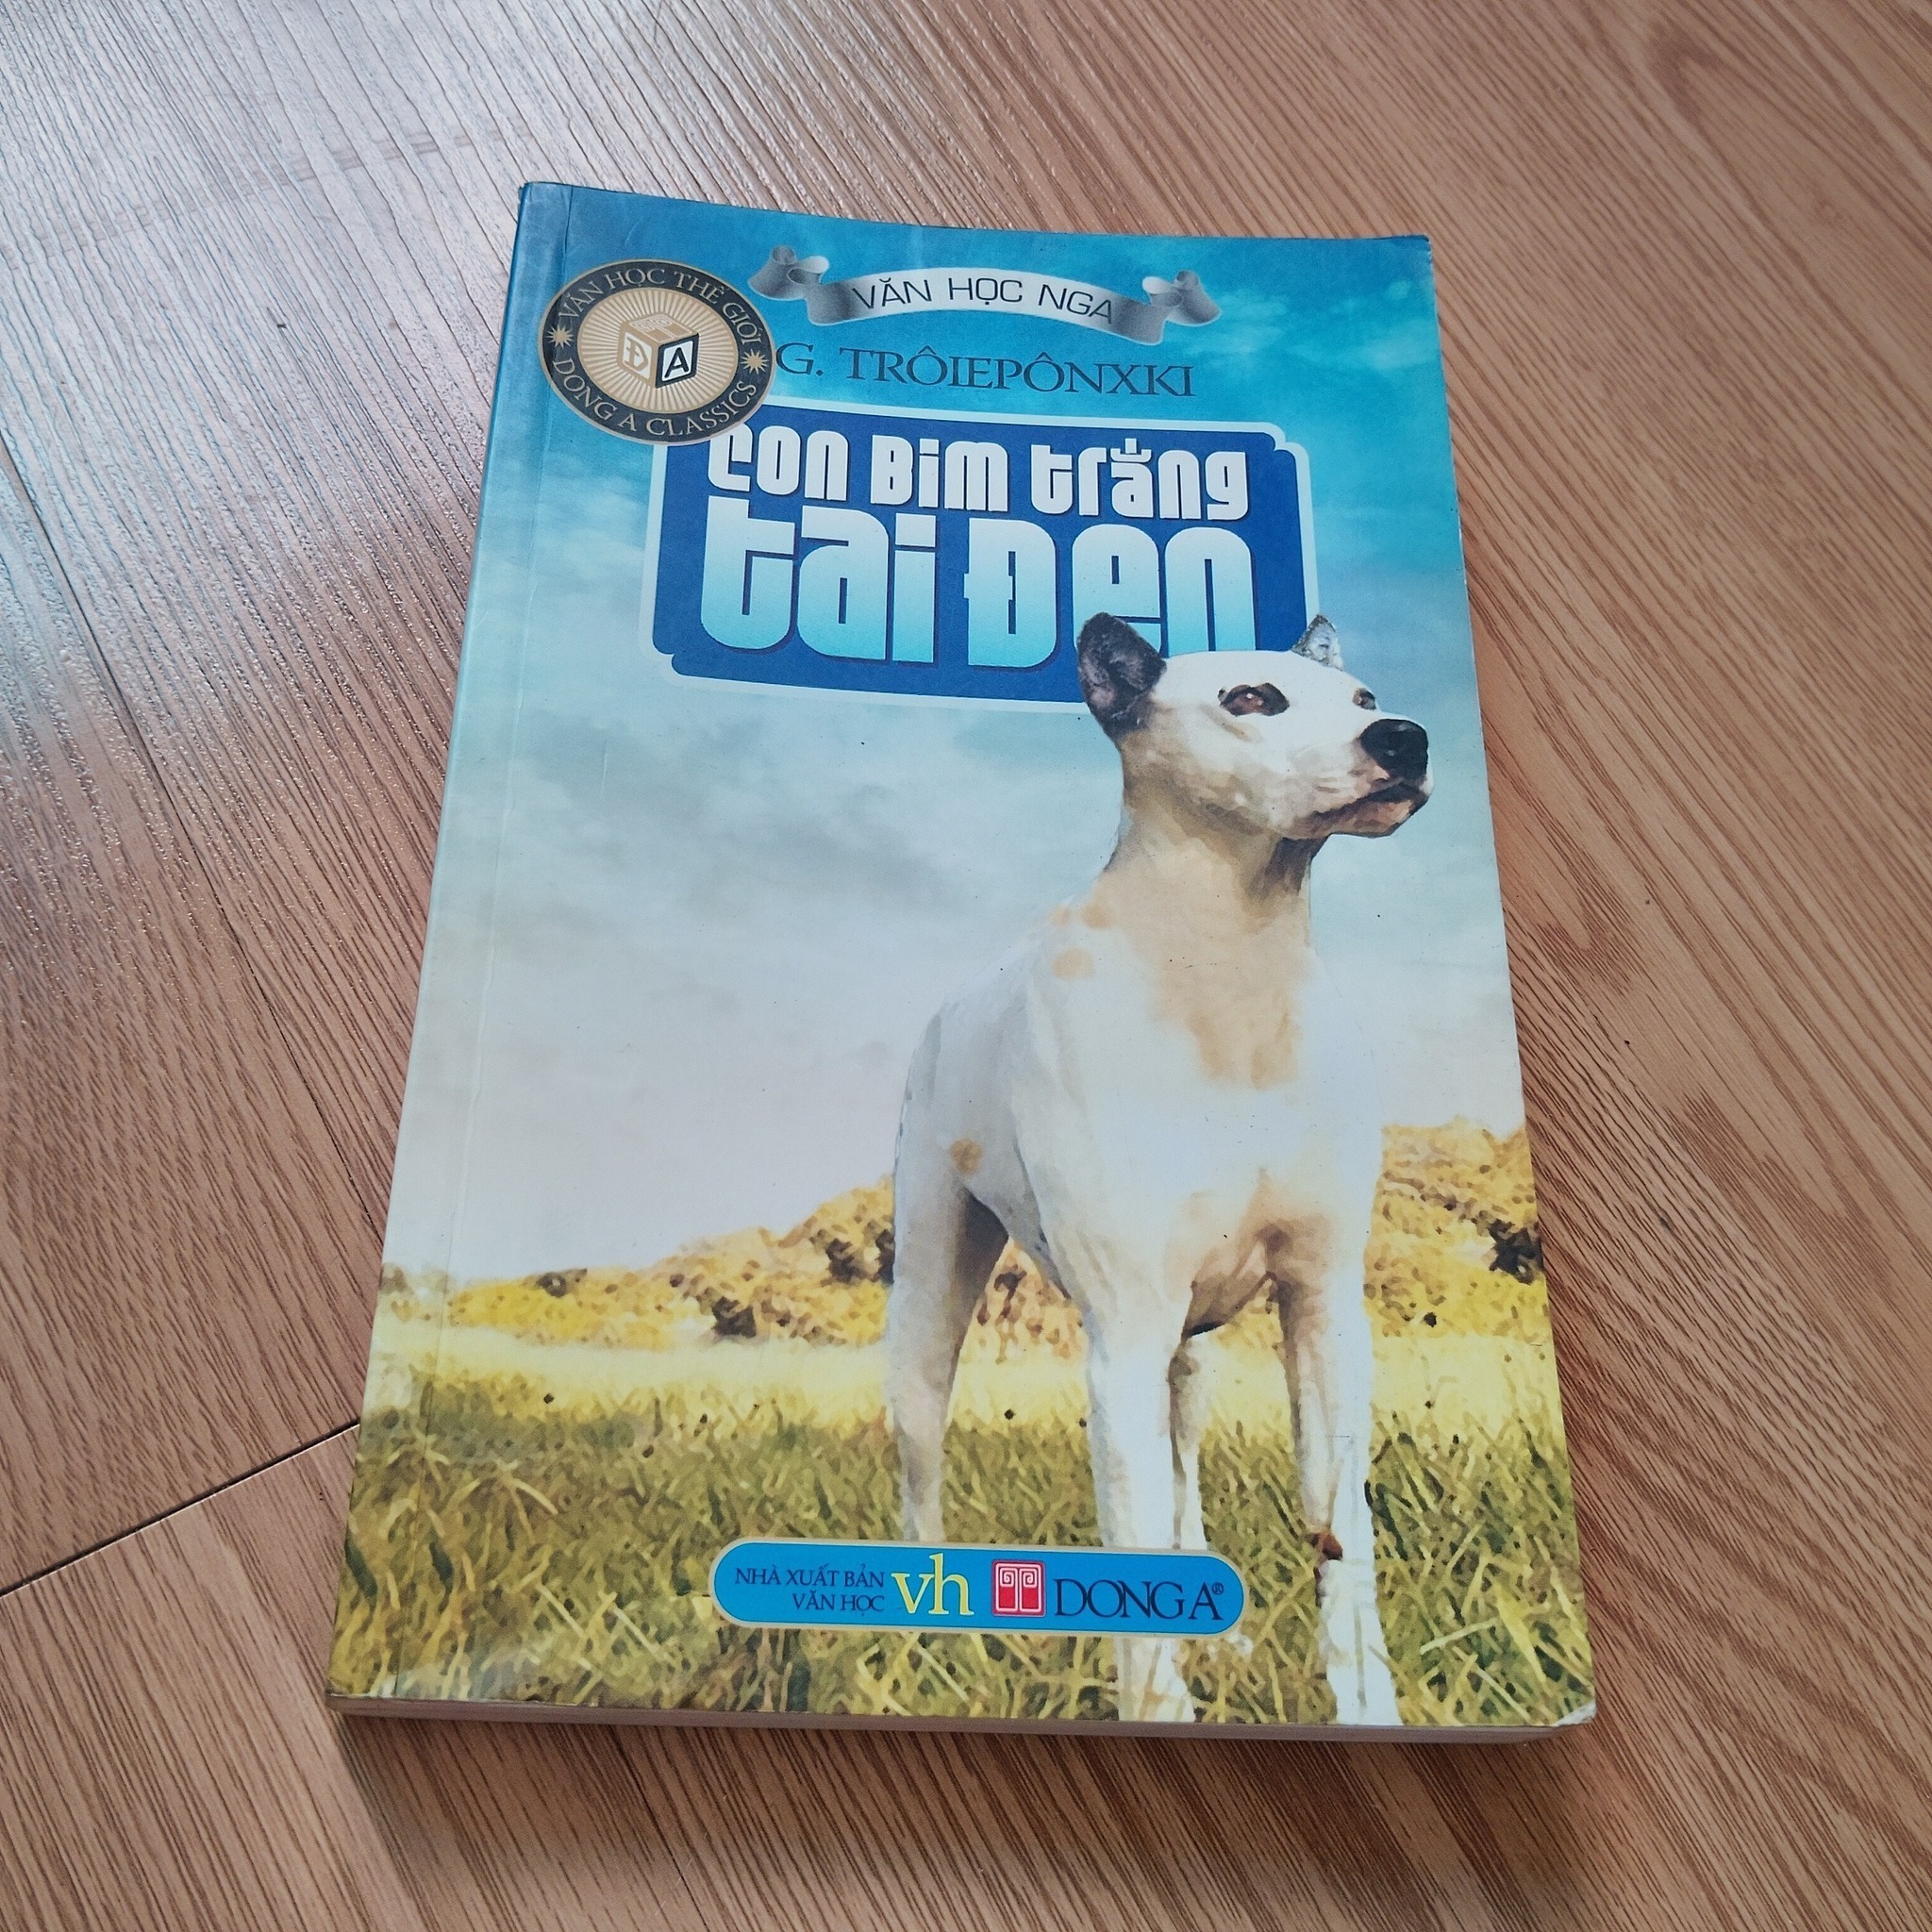 VĂN HỌC NGA
VĂN HỌC THẾ GIỚI
ĐTA
DONG A CLASSICS
G. TRÔIEPÔNXKI
CON BIM TRẮNG
TAI ĐEN
NHÀ XUẤT BẢN
VĂN HỌC
vh
DONG A®